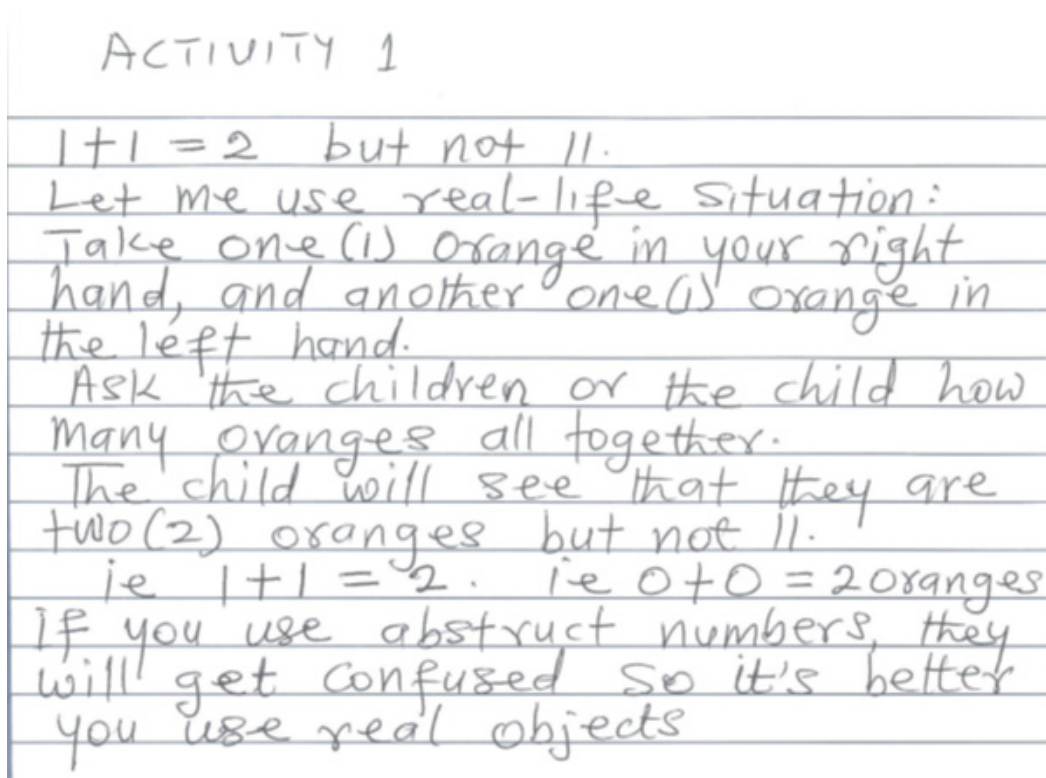 ACTIVITY 1
1+1 = 2 but not 11.
Let me use real-life situation:
Take one (1) orange in your right
hand, and another one (1) orange in
the left hand.
Ask the children or the child how
many oranges all together.
The child will see that they are
two (2) oranges but not 11.
ie 1+1 = 2. ie 0+0 = 2 oranges
if you use abstruct numbers, they
will get confused so it's better
you use real objects